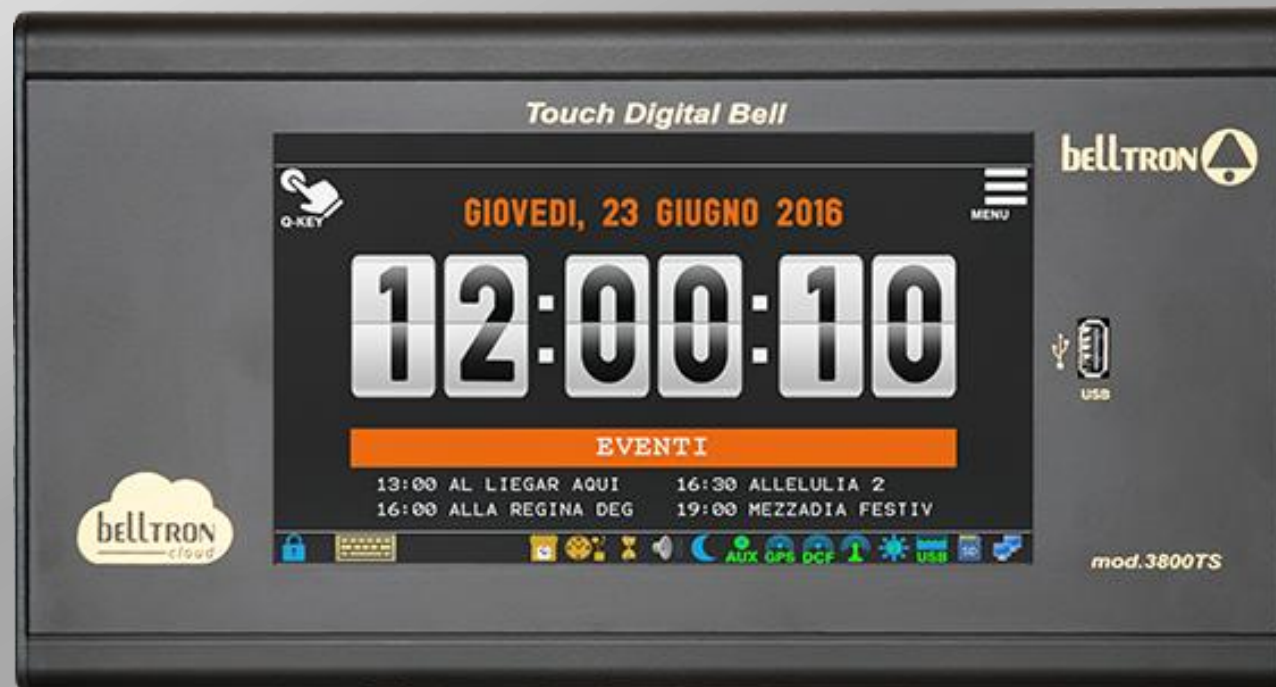 Touch Digital Bell
bellTRON
Q-KEY
GIOVEDI, 23 GIUGNO 2016
MENU
12:00:10
USB
EVENTI
13:00 AL LIEGAR AQUI 16:30 ALLELULIA 2
16:00 ALLA REGINA DEG 19:00 MEZZADIA FESTIV
bellTRON
cloud
AUX GPS DCF 1 USB SD
mod.3800TS